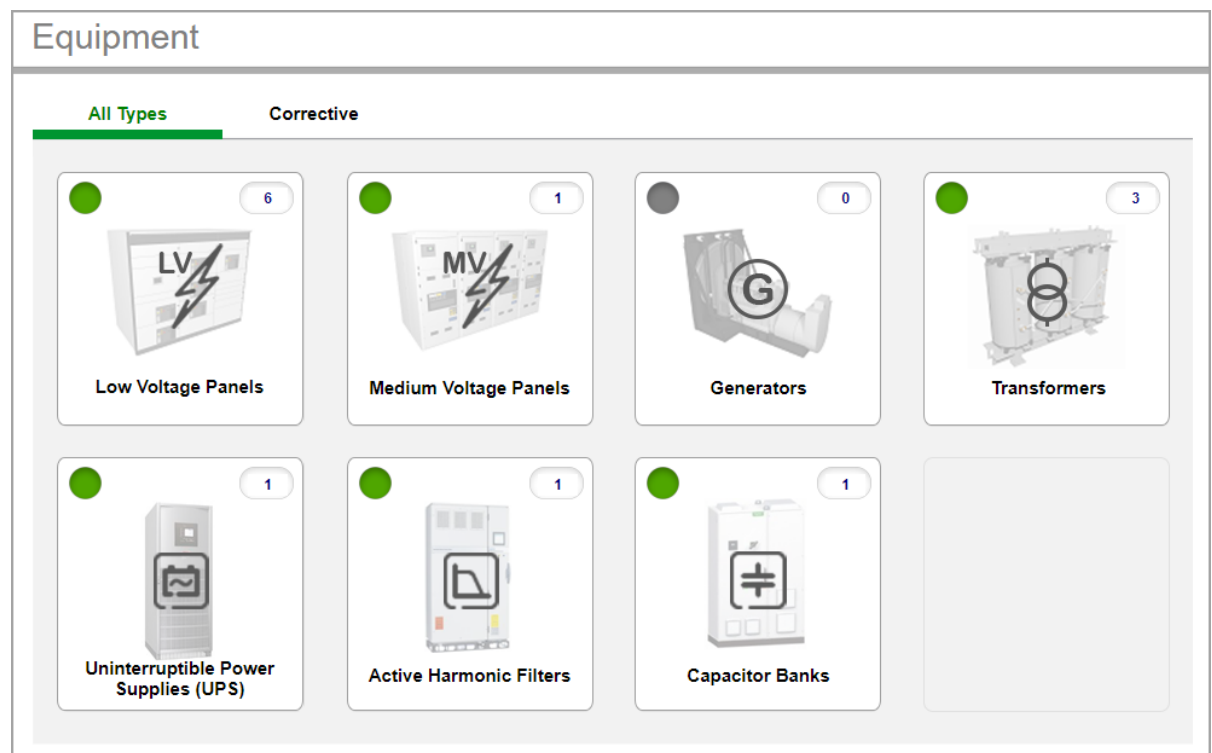 Equipment
All Types
Corrective
6
LV
Low Voltage Panels
1
MV
Medium Voltage Panels
0
G
Generators
3
Transformers
1
Uninterruptible Power
Supplies (UPS)
1
Active Harmonic Filters
1
Capacitor Banks